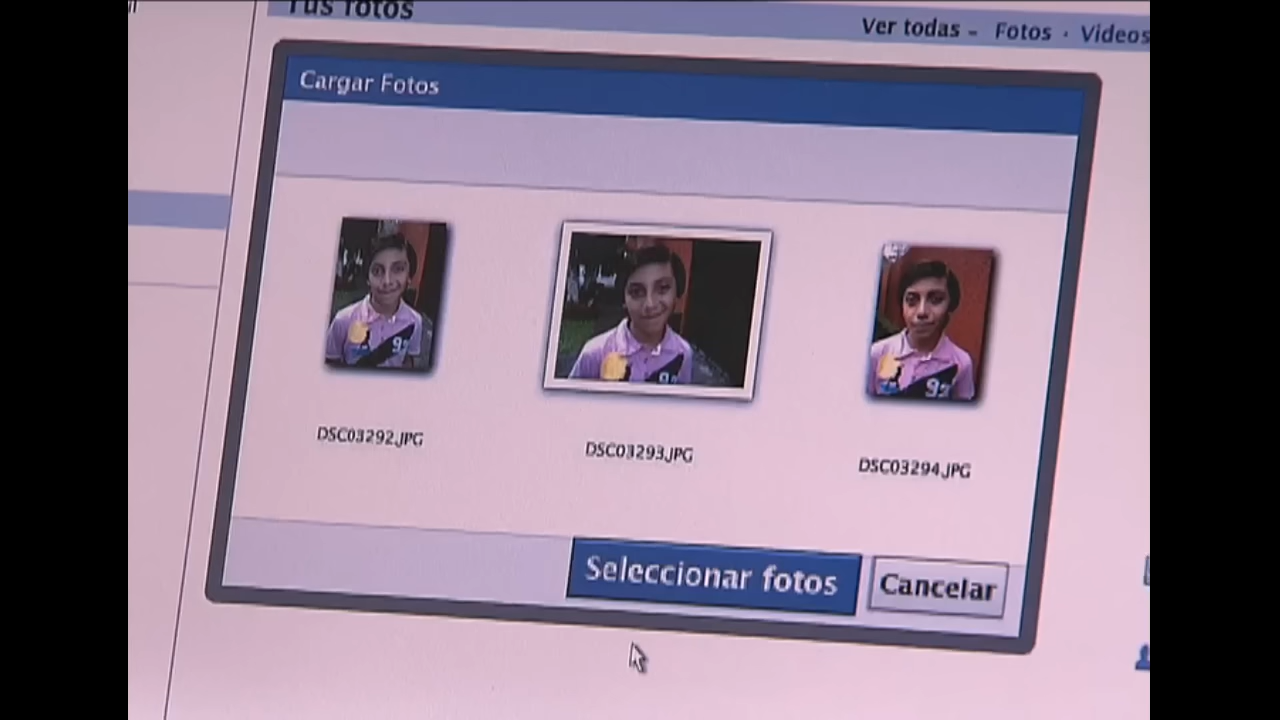 Tus fotos
Ver todas - Fotos · Videos
Cargar Fotos
DSC03292.JPG
DSC03293.JPG
DSC03294.JPG
Seleccionar fotos
Cancelar